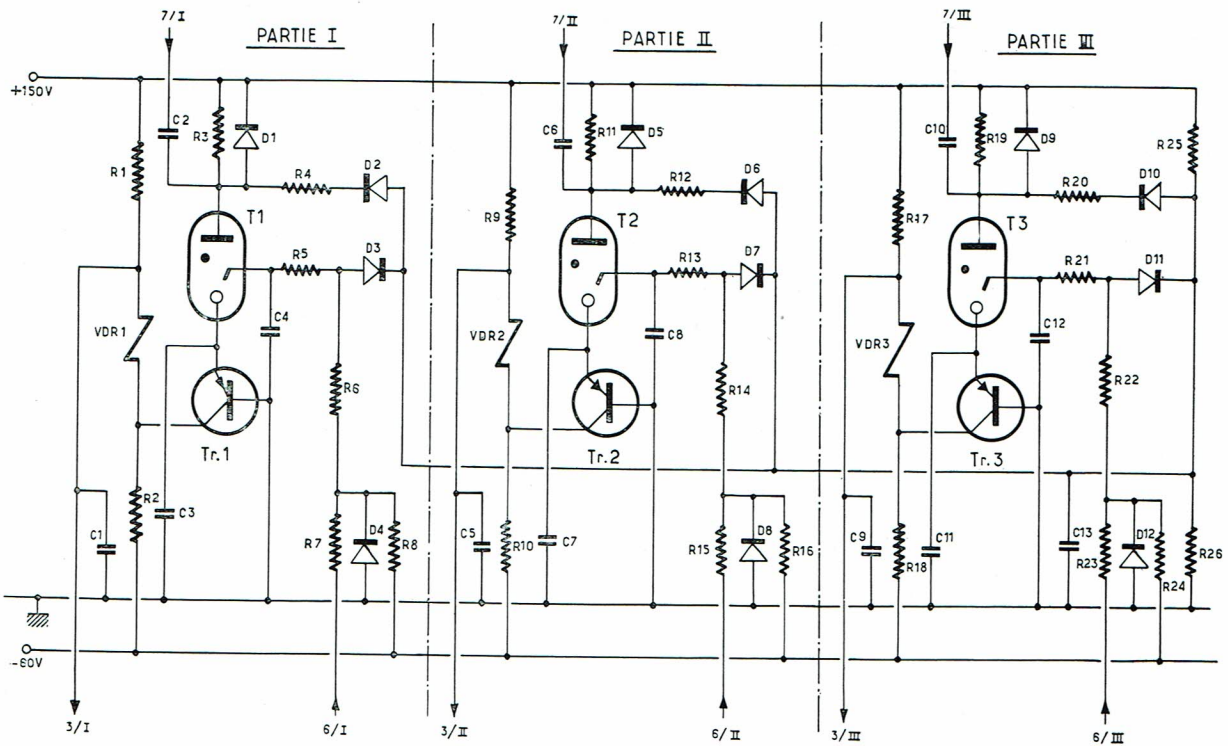 7/I
PARTIE I
7/II
PARTIE II
7/III
PARTIE III
+150V
C2
R3
D1
C6
R11
D5
C10
R19
D9
R25
R1
R4
D2
R12
D6
R20
D10
T1
R9
T2
R17
T3
R5
D3
R13
D7
R21
D11
VDR1
C4
VDR2
C8
VDR3
C12
R6
R14
R22
Tr.1
Tr.2
Tr.3
R2
C3
C1
R7
D4
R8
C5
R10
C7
R15
D8
R16
C9
R18
C11
C13
R23
D12
R24
R26
-60V
3/I
6/I
3/II
6/II
3/III
6/III